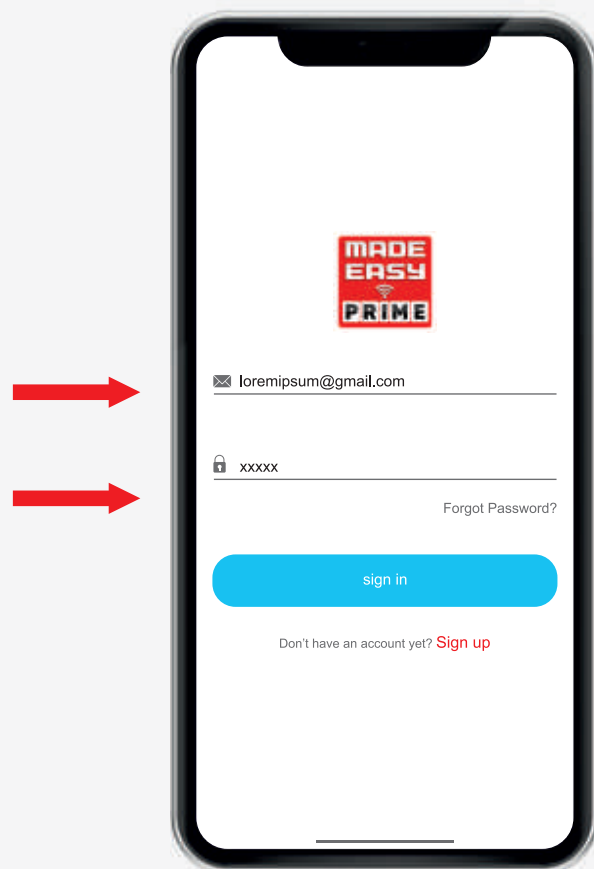 MADE
EASY
PRIME
loremipsum@gmail.com
xxxxx
Forgot Password?
sign in
Don't have an account yet? Sign up